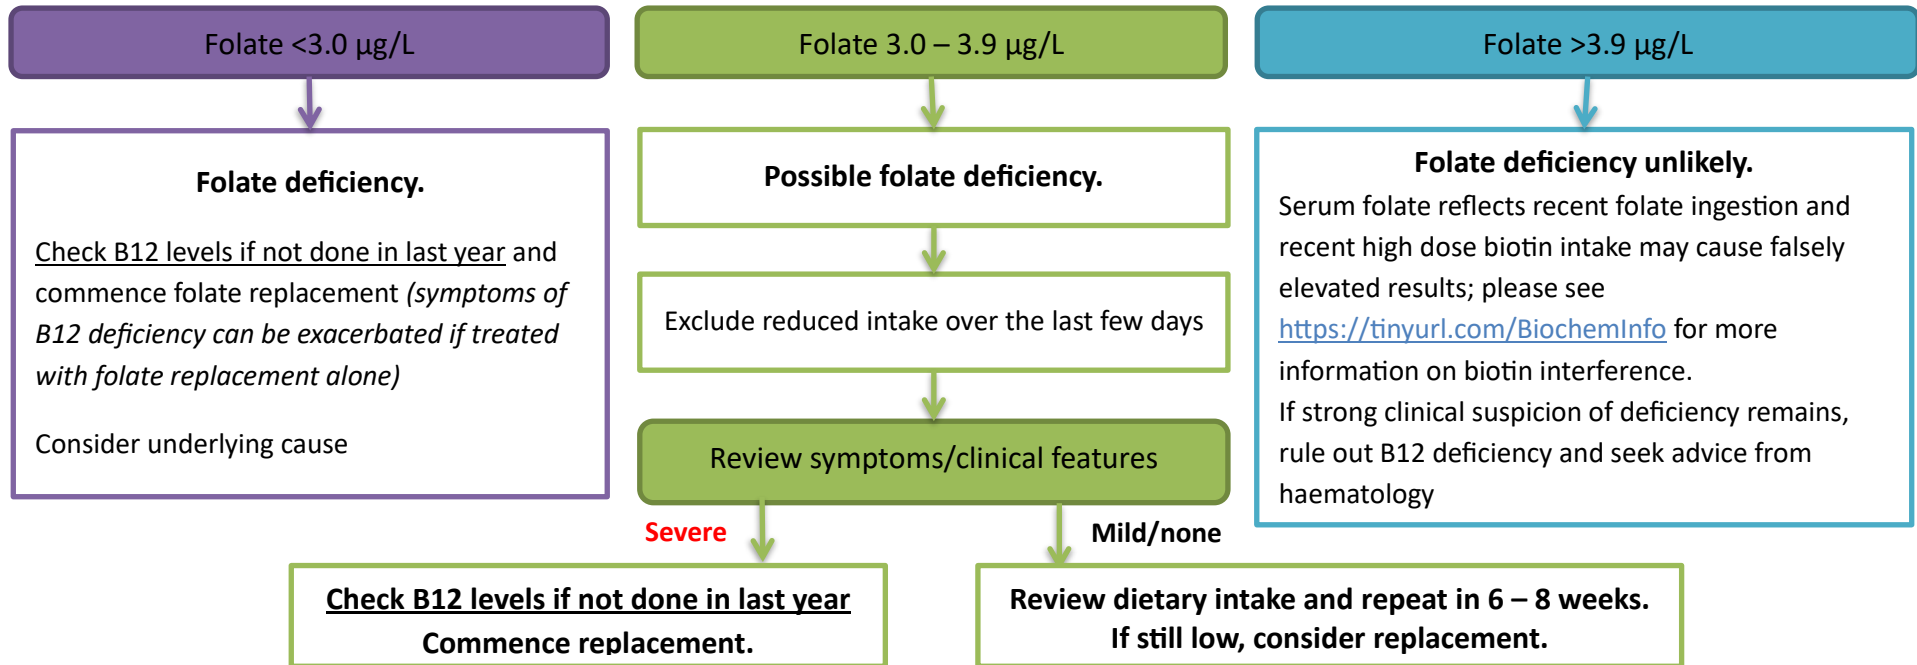 Folate <3.0 µg/L
Folate 3.0 – 3.9 µg/L
Folate >3.9 µg/L
Folate deficiency.
Check B12 levels if not done in last year and
commence folate replacement (symptoms of
B12 deficiency can be exacerbated if treated
with folate replacement alone)
Consider underlying cause
Possible folate deficiency.
Exclude reduced intake over the last few days
Review symptoms/clinical features
Folate deficiency unlikely.
Serum folate reflects recent folate ingestion and
recent high dose biotin intake may cause falsely
elevated results; please see
https://tinyurl.com/BiochemInfo for more
information on biotin interference.
If strong clinical suspicion of deficiency remains,
rule out B12 deficiency and seek advice from
haematology
Severe
Mild/none
Check B12 levels if not done in last year
Commence replacement.
Review dietary intake and repeat in 6 – 8 weeks.
If still low, consider replacement.